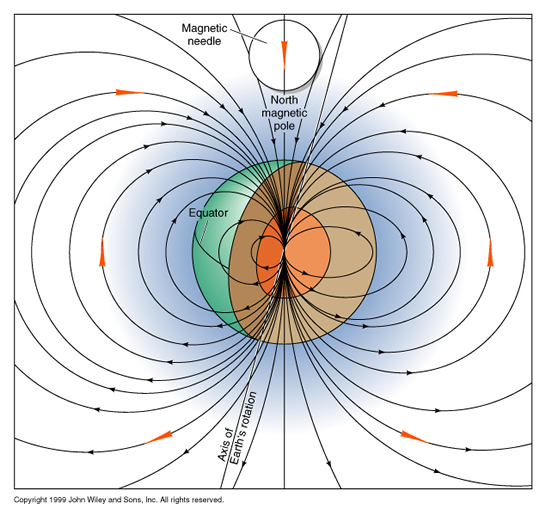 Magnetic
needle
North
magnetic
pole
Equator
Axis of
Earth's rotation
Copyright 1999 John Wiley and Sons, Inc. All rights reserved.